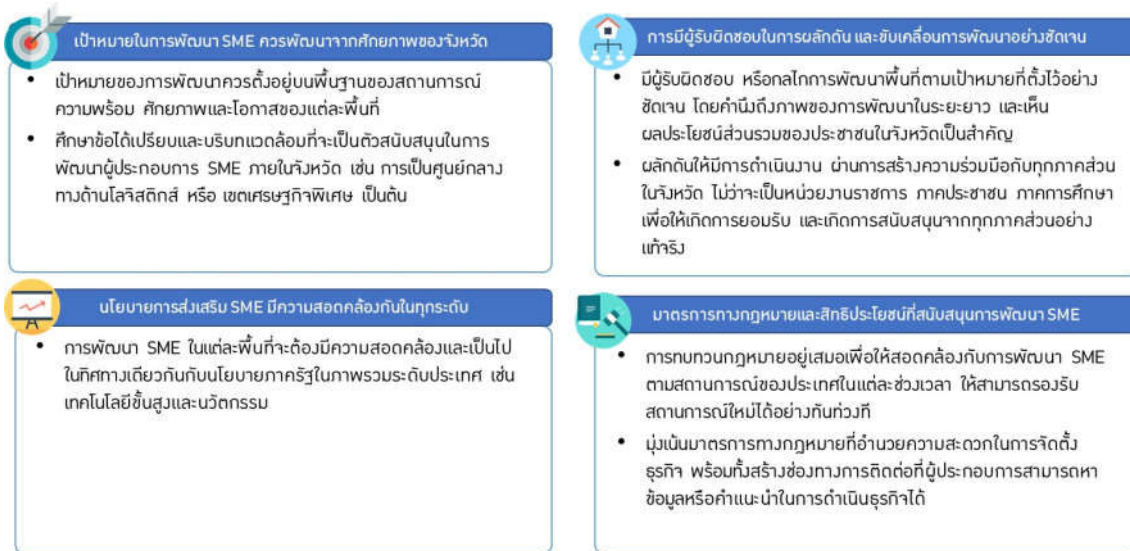 เป้าหมายในการพัฒนา SME ควรพัฒนาจากศักยภาพของจังหวัด
• เป้าหมายของการพัฒนาควรตั้งอยู่บนพื้นฐานของสถานการณ์
ความพร้อม ศักยภาพและโอกาสของแต่ละพื้นที่
• ศึกษาข้อได้เปรียบและบริบทแวดล้อมที่จะเป็นตัวสนับสนุนในการ
พัฒนาผู้ประกอบการ SME ภายในจังหวัด เช่น การเป็นศูนย์กลาง
ทางด้านโลจิสติกส์ หรือ เขตเศรษฐกิจพิเศษ เป็นต้น
การมีผู้รับผิดชอบในการผลักดัน และขับเคลื่อนการพัฒนาอย่างชัดเจน
• มีผู้รับผิดชอบ หรือกลไกการพัฒนาพื้นที่ตามเป้าหมายที่ตั้งไว้อย่าง
ชัดเจน โดยคำนึงถึงภาพของการพัฒนาในระยะยาว และเห็น
ผลประโยชน์ส่วนรวมของประชาชนในจังหวัดเป็นสำคัญ
• ผลักดันให้มีการดำเนินงาน ผ่านการสร้างความร่วมมือกับทุกภาคส่วน
ในจังหวัด ไม่ว่าจะเป็นหน่วยงานราชการ ภาคประชาชน ภาคการศึกษา
เพื่อให้เกิดการยอมรับ และเกิดการสนับสนุนจากทุกภาคส่วนอย่าง
แท้จริง
นโยบายการส่งเสริม SME มีความสอดคล้องกันในทุกระดับ
• การพัฒนา SME ในแต่ละพื้นที่จะต้องมีความสอดคล้องและเป็นไป
ในทิศทางเดียวกันกับนโยบายภาครัฐในภาพรวมระดับประเทศ เช่น
เทคโนโลยีขั้นสูงและนวัตกรรม
มาตรการทางกฎหมายและสิทธิประโยชน์ที่สนับสนุนการพัฒนา SME
• การทบทวนกฎหมายอยู่เสมอเพื่อให้สอดคล้องกับการพัฒนา SME
ตามสถานการณ์ของประเทศในแต่ละช่วงเวลา ให้สามารถรองรับ
สถานการณ์ใหม่ได้อย่างทันท่วงที
• มุ่งเน้นมาตรการทางกฎหมายที่อำนวยความสะดวกในการจัดตั้ง
ธุรกิจ พร้อมทั้งสร้างช่องทางการติดต่อที่ผู้ประกอบการสามารถหา
ข้อมูลหรือคำแนะนำในการดำเนินธุรกิจได้